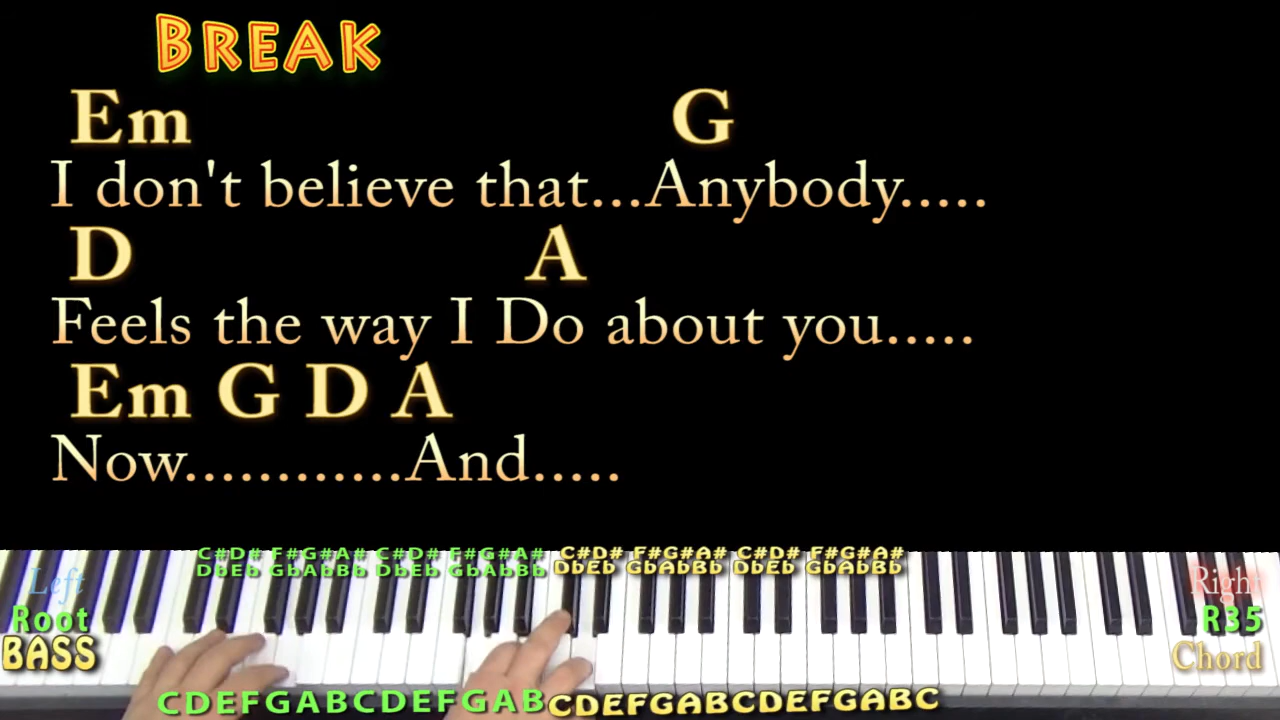 BREAK
Em G
I don't believe that...Anybody.....
D A
Feels the way I Do about you.....
Em G D A
Now............And.....
C#D# F#G#A# C#D# F#G#A# C#D# F#G#A# C#D# F#G#A#
DbEb GbAbBb DbEb GbAbBb DbEb GbAbBb DbEb GbAbBb
Left
Root
BASS
Right
R35
Chord
CDEFGABCDEFGABCDEFGABCDEFGABC